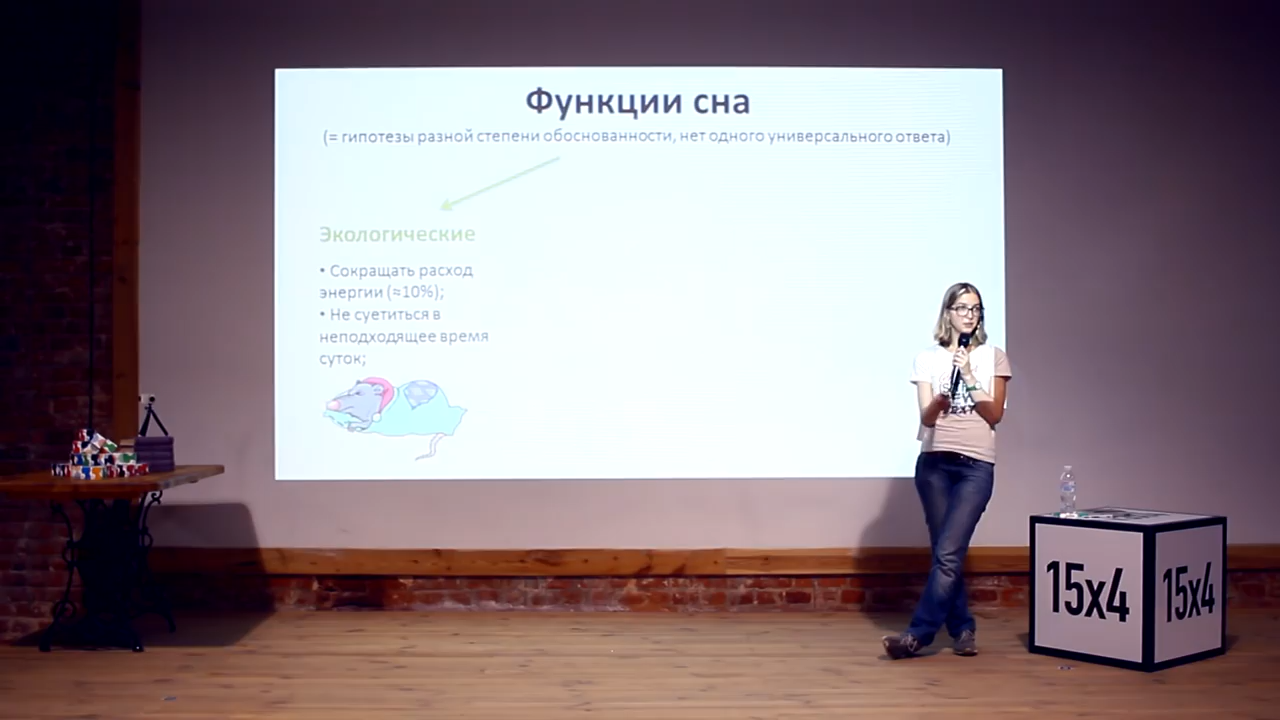 Функции сна
(= гипотезы разной степени обоснованности, нет одного универсального ответа)
Экологические
• Сокращать расход
энергии (≈10%);
• Не суетиться в
неподходящее время
суток;
15x4
15x4